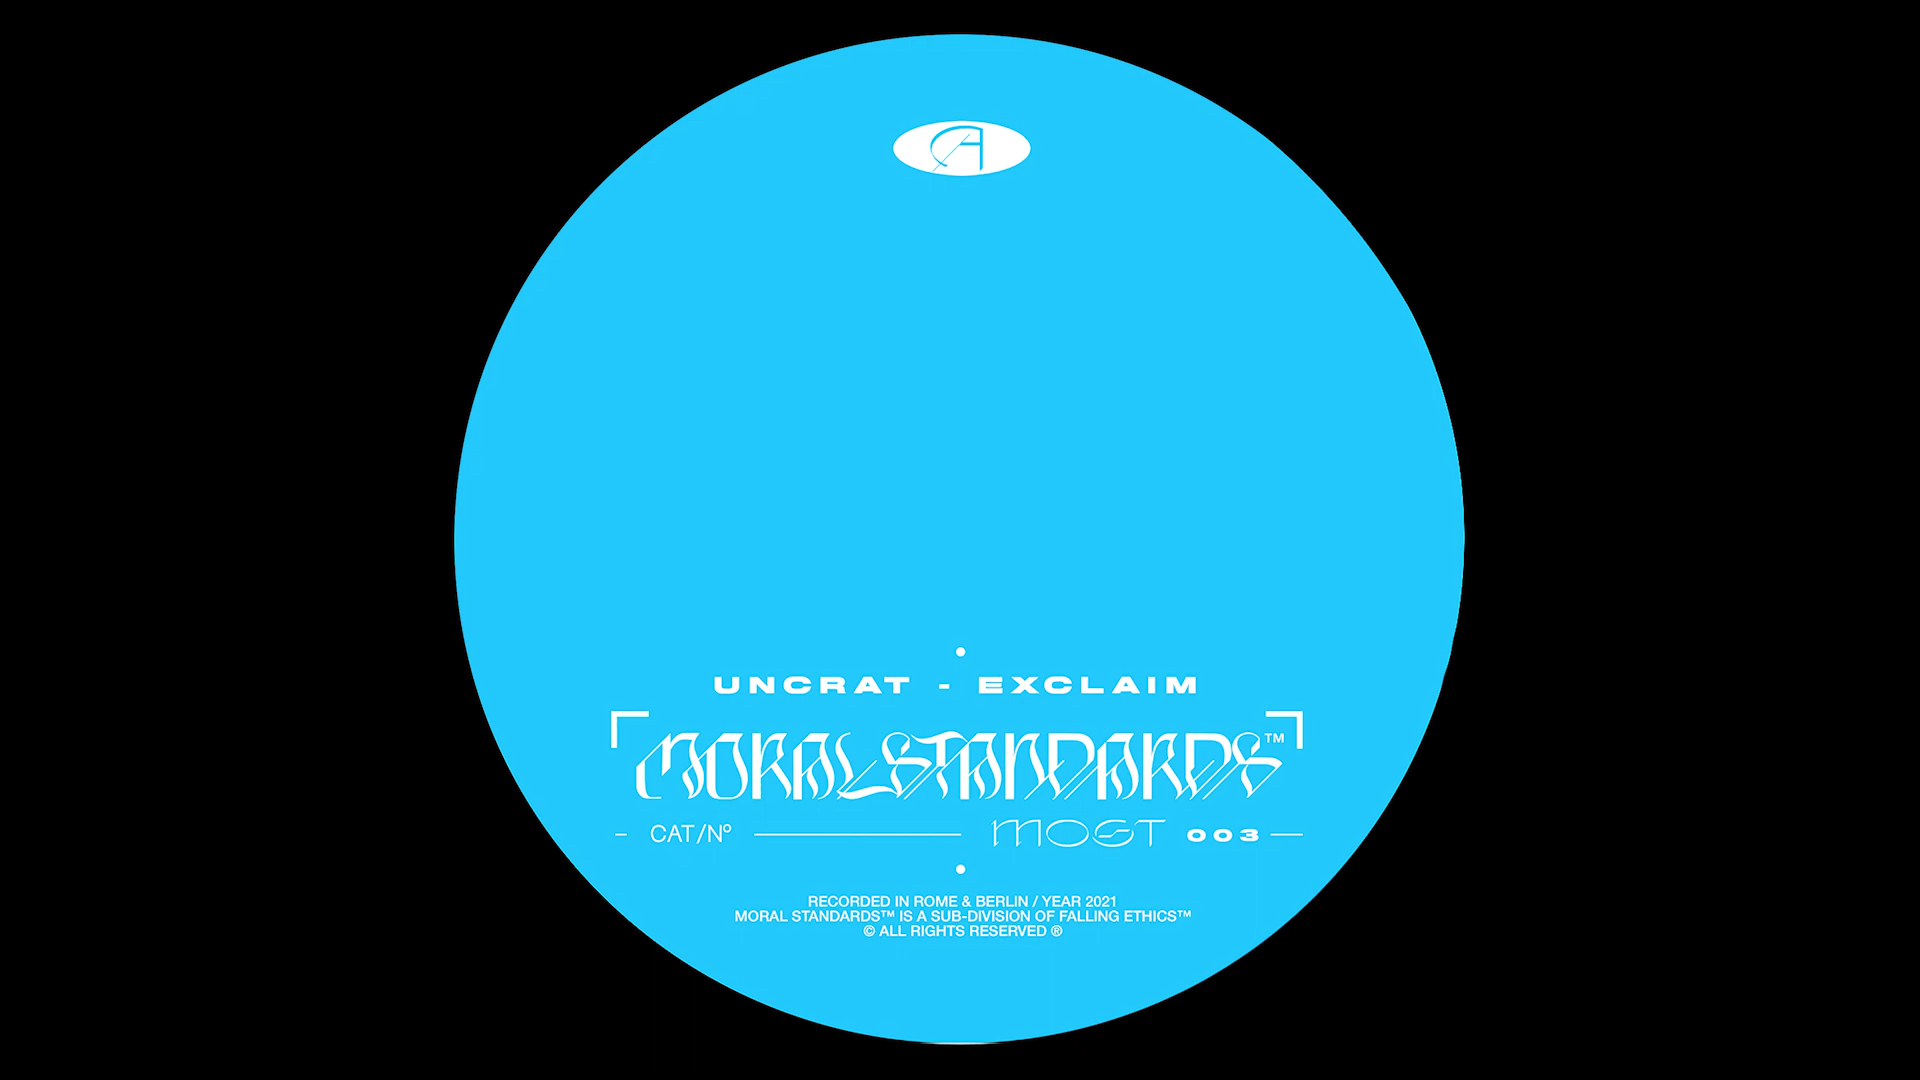 A
UNCRAT - EXCLAIM
MORALSTANDARDS™
CAT/Nº MOST 003
RECORDED IN ROME & BERLIN / YEAR 2021
MORAL STANDARDS™ IS A SUB-DIVISION OF FALLING ETHICS™
© ALL RIGHTS RESERVED ®